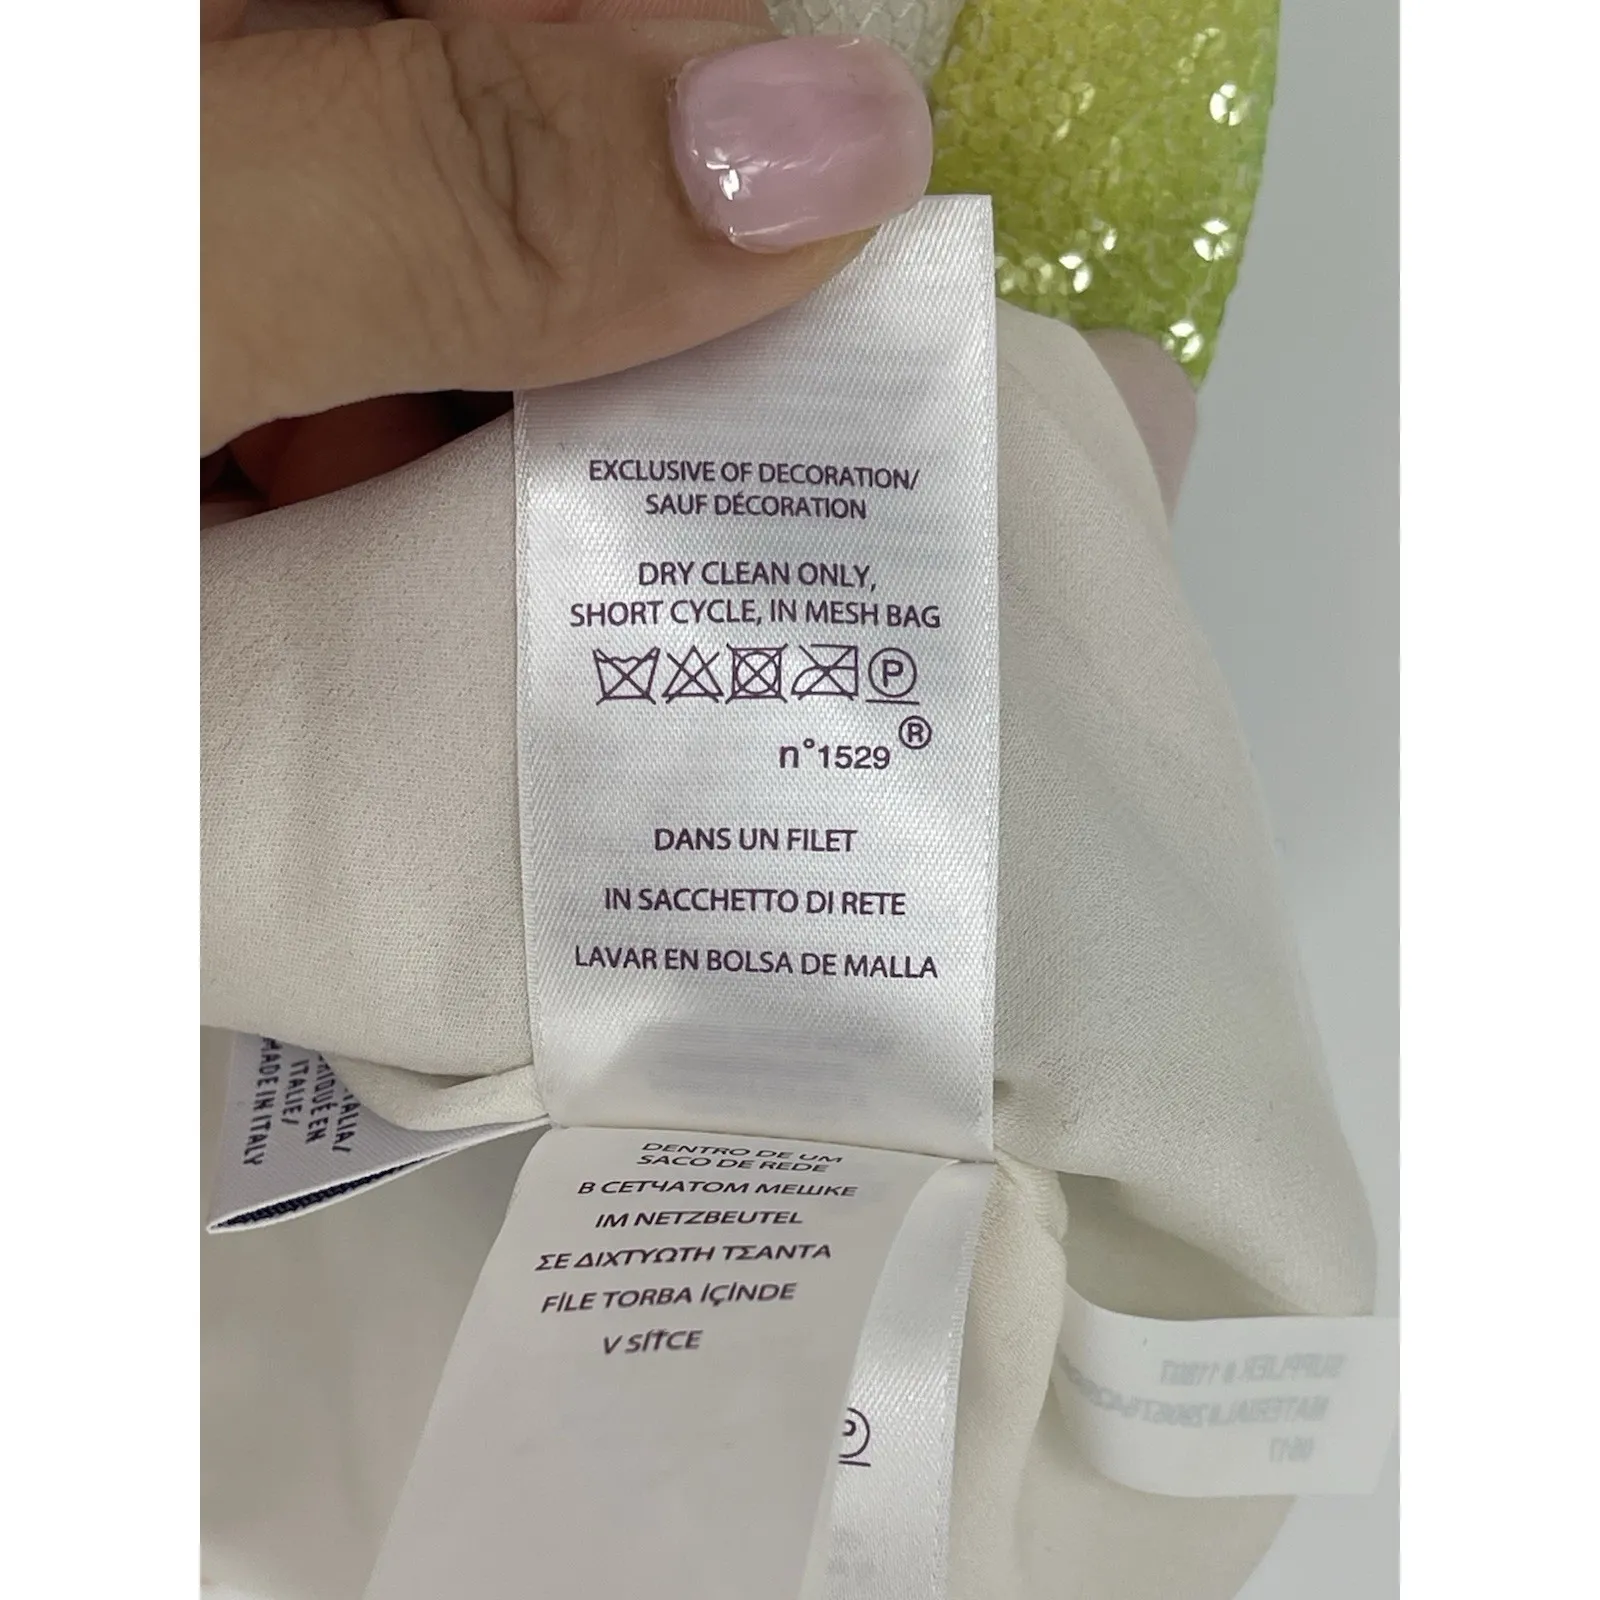 EXCLUSIVE OF DECORATION/
SAUF DÉCORATION
DRY CLEAN ONLY,
SHORT CYCLE, IN MESH BAG
P
n°1529 ®
DANS UN FILET
IN SACCHETTO DI RETE
LAVAR EN BOLSA DE MALLA
DENTRO DE UM
SACO DE REDE
В СЕТЧАТОМ МЕШКЕ
IM NETZBEUTEL
ΣΕ ΔΙΧΤΥΩΤΗ ΤΣΑΝΤΑ
FİLE TORBA İÇİNDE
V SÍŤCE
P
ITALIE/
MADE IN ITALY
SUPPLIER #
0617